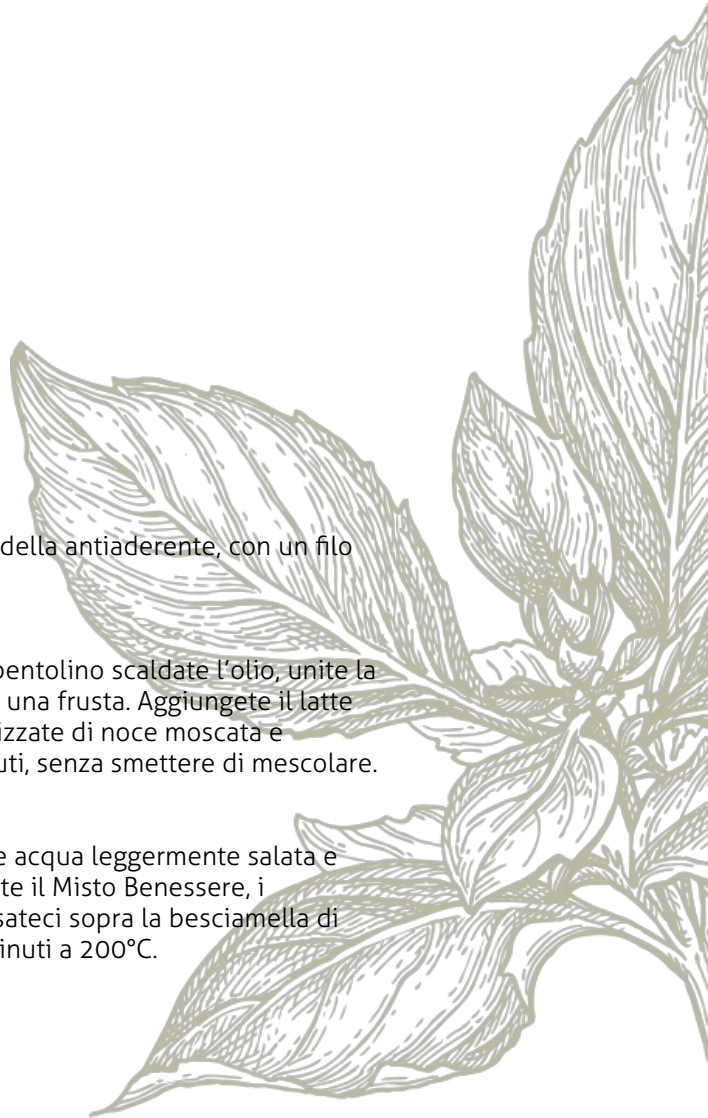 della antiaderente, con un filo
pentolino scaldate l'olio, unite la
una frusta. Aggiungete il latte
izzate di noce moscata e
uti, senza smettere di mescolare.
e acqua leggermente salata e
te il Misto Benessere, i
sateci sopra la besciamella di
inuti a 200°C.